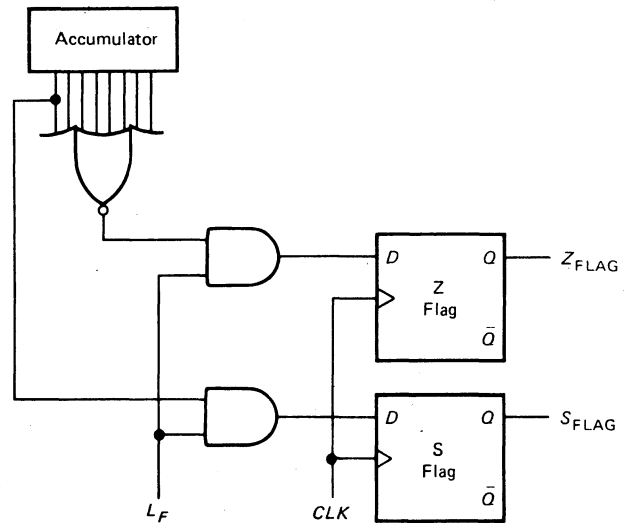 Accumulator
D
Q
Z
Flag
Q̄
Z_FLAG
D
Q
S
Flag
Q̄
S_FLAG
L_F
CLK